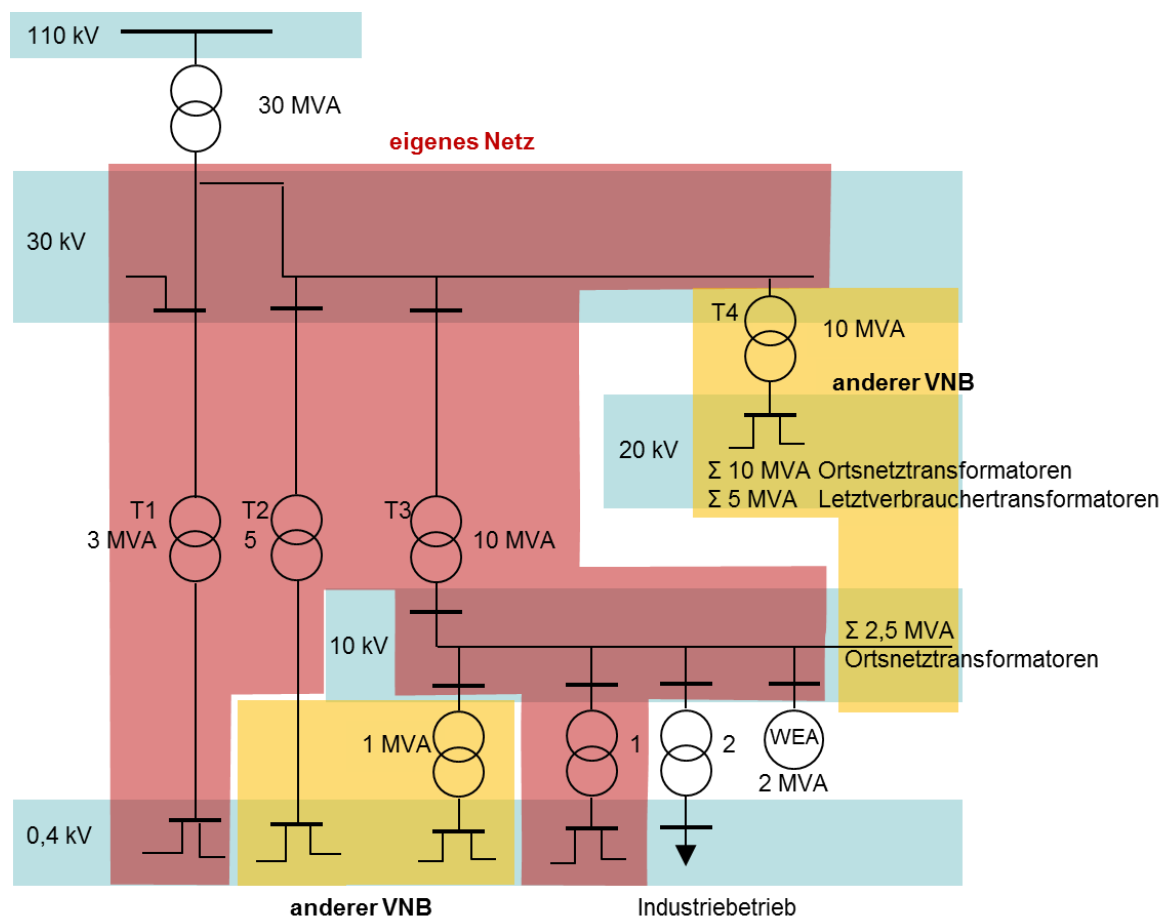 110 kV
30 MVA
eigenes Netz
30 kV
T4
10 MVA
anderer VNB
20 kV
Σ 10 MVA Ortsnetztransformatoren
Σ 5 MVA Letztverbrauchertransformatoren
T1
3 MVA
T2
5
T3
10 MVA
10 kV
Σ 2,5 MVA
Ortsnetztransformatoren
1 MVA
1
2
WEA
2 MVA
0,4 kV
anderer VNB
Industriebetrieb